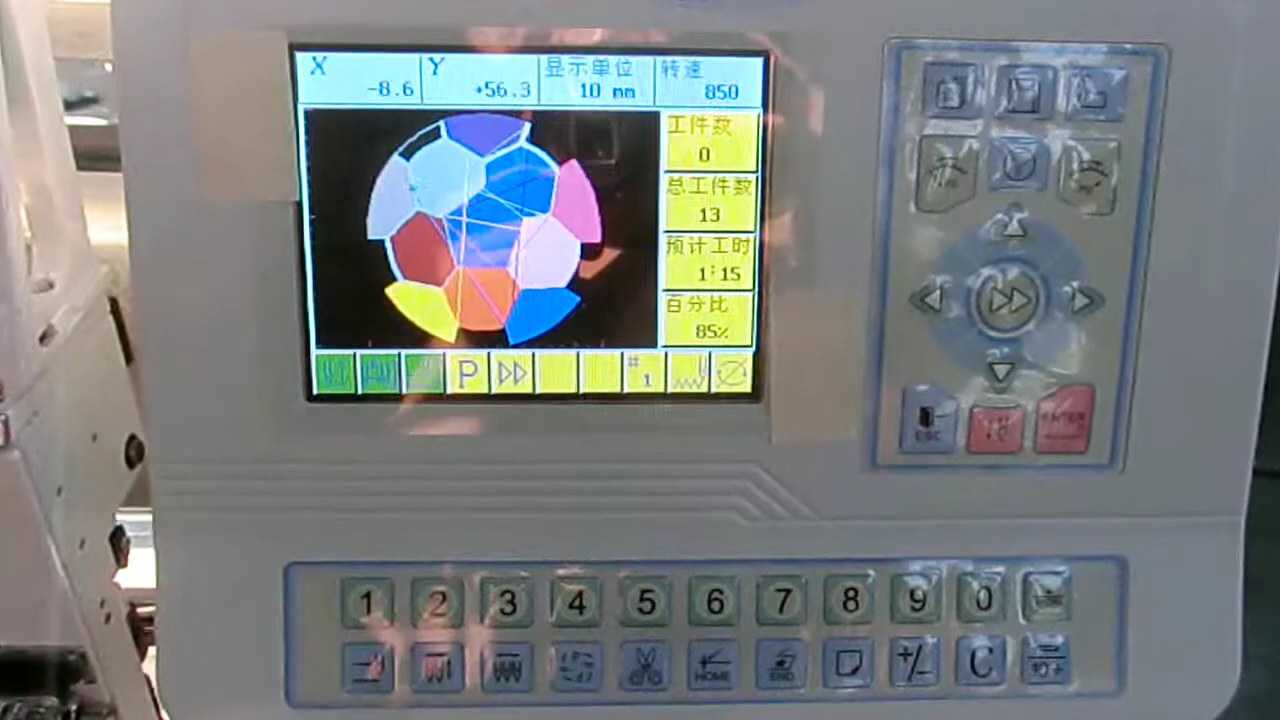 X Y 显示单位 转速
-8.6 +56.3 10 mm 850
工件数
0
总工件数
13
预计工时
1:15
百分比
85%
P # 1
ESC ENTER
1 2 3 4 5 6 7 8 9 0
HOME END +/- C 10+